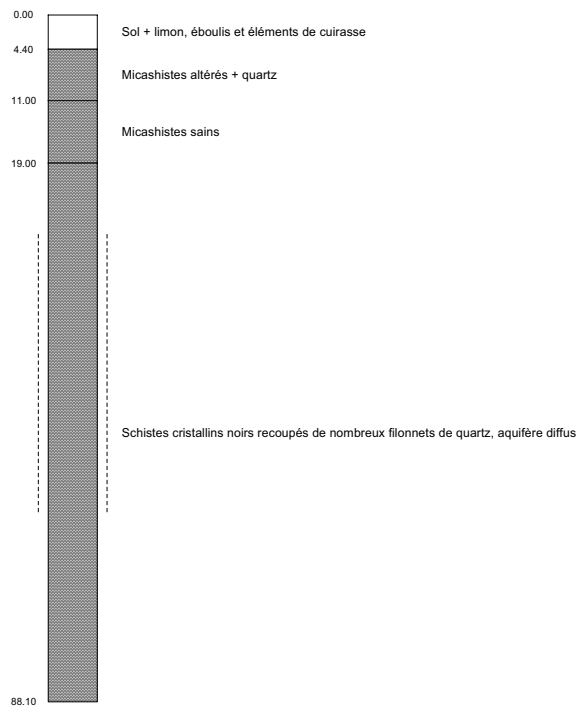 0.00
Sol + limon, éboulis et éléments de cuirasse
4.40
Micashistes altérés + quartz
11.00
Micashistes sains
19.00
Schistes cristallins noirs recoupés de nombreux filonnets de quartz, aquifère diffus
88.10